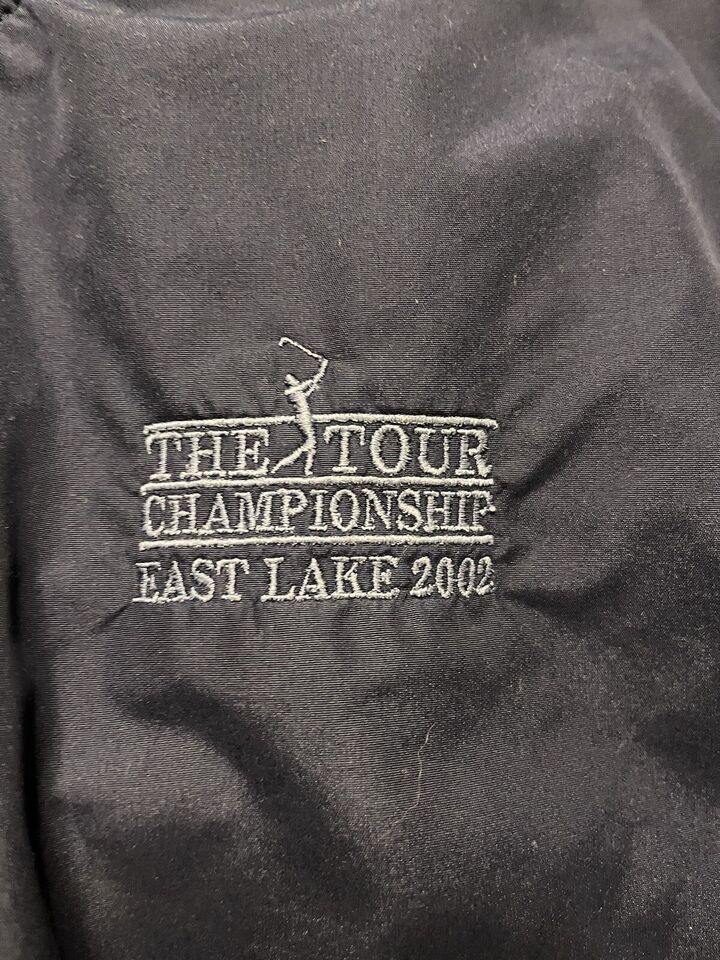 THE TOUR
CHAMPIONSHIP
EAST LAKE 2002